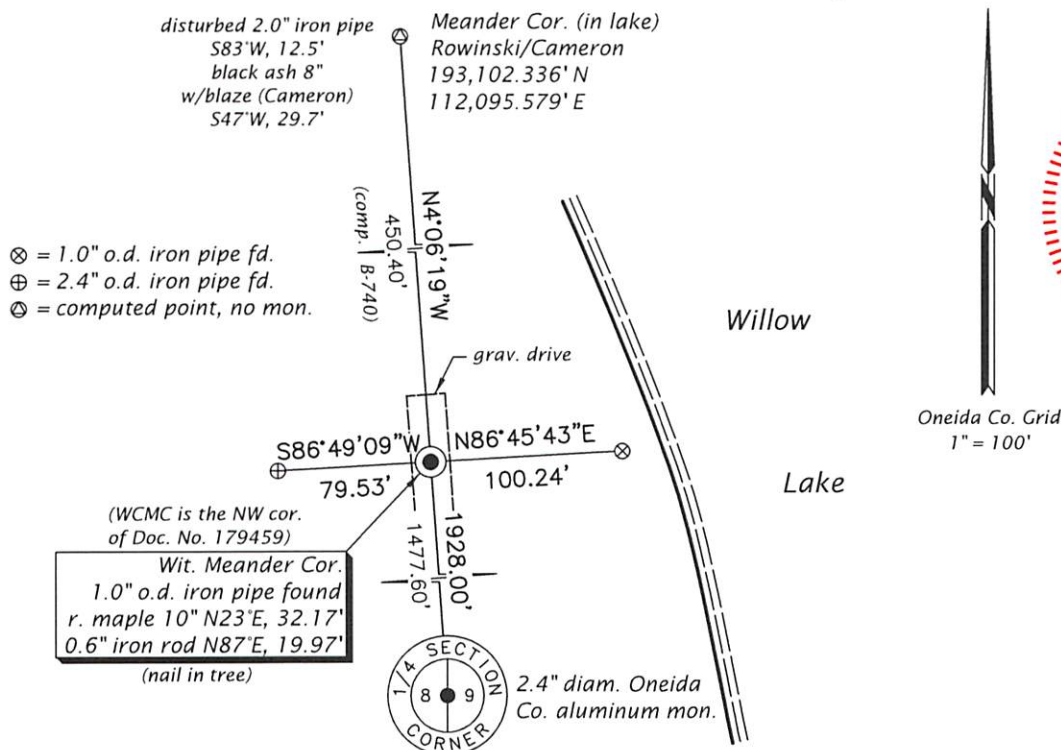 disturbed 2.0" iron pipe
S83°W, 12.5'
black ash 8"
w/blaze (Cameron)
S47°W, 29.7'
Meander Cor. (in lake)
Rowinski/Cameron
193,102.336' N
112,095.579' E
N4°06'19"W
450.40'
(comp. B-740)
= 1.0" o.d. iron pipe fd.
= 2.4" o.d. iron pipe fd.
= computed point, no mon.
Willow
Lake
N
Oneida Co. Grid
1" = 100'
grav. drive
S86°49'09"W
79.53'
N86°45'43"E
100.24'
(WCMC is the NW cor.
of Doc. No. 179459)
Wit. Meander Cor.
1.0" o.d. iron pipe found
r. maple 10" N23°E, 32.17'
0.6" iron rod N87°E, 19.97'
(nail in tree)
1477.60'
1928.00'
1/4 SECTION
8 9
CORNER
2.4" diam. Oneida
Co. aluminum mon.